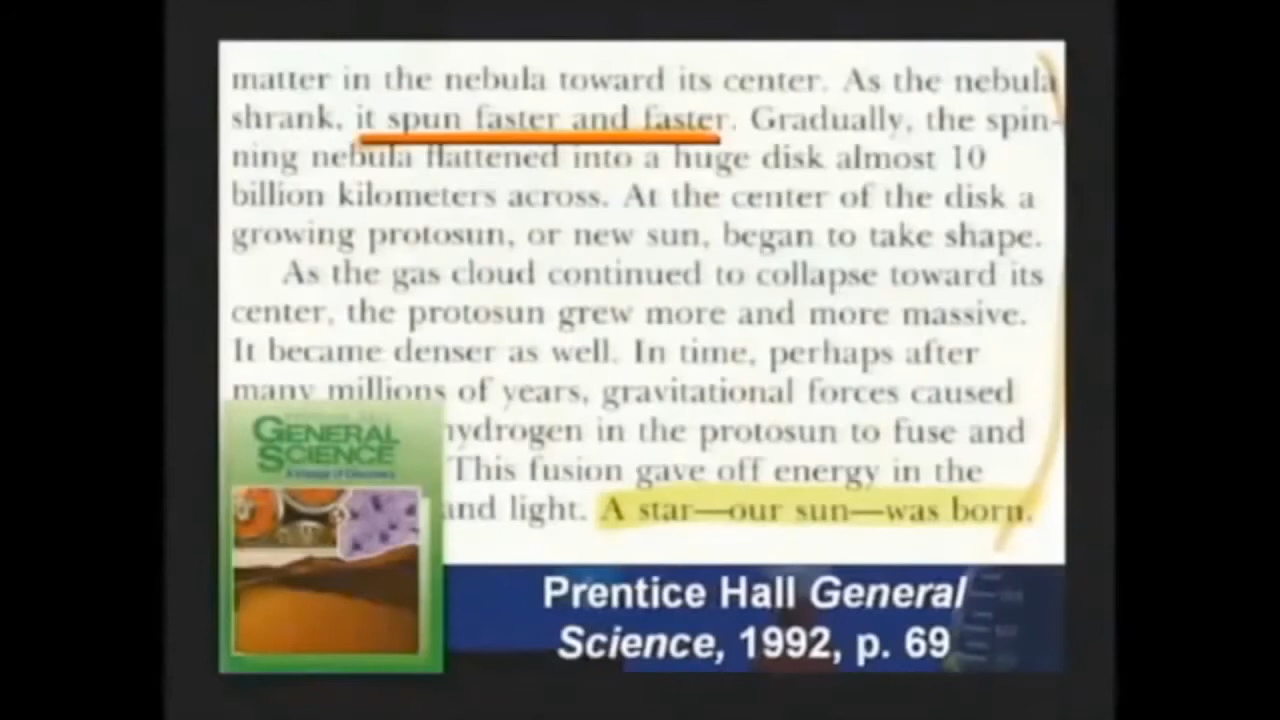 matter in the nebula toward its center. As the nebula
shrank, it spun faster and faster. Gradually, the spin-
ning nebula flattened into a huge disk almost 10
billion kilometers across. At the center of the disk a
growing protosun, or new sun, began to take shape.
As the gas cloud continued to collapse toward its
center, the protosun grew more and more massive.
It became denser as well. In time, perhaps after
many millions of years, gravitational forces caused
hydrogen in the protosun to fuse and
This fusion gave off energy in the
and light. A star—our sun—was born.
GENERAL
SCIENCE
Prentice Hall General
Science, 1992, p. 69